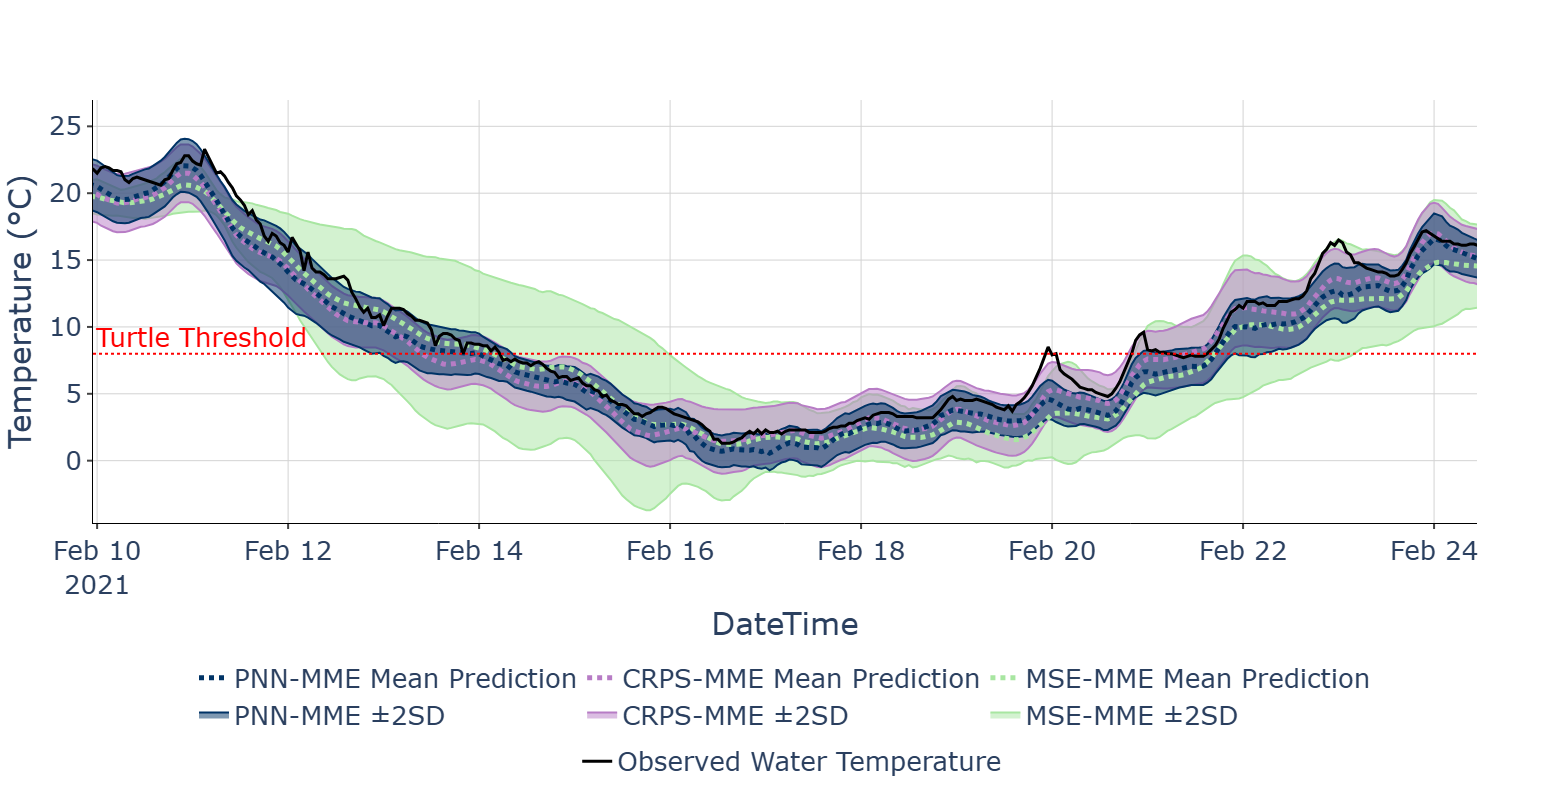 25
20
15
10
5
0
Temperature (°C)
Turtle Threshold
Feb 10 Feb 12 Feb 14 Feb 16 Feb 18 Feb 20 Feb 22 Feb 24
2021
DateTime
PNN-MME Mean Prediction CRPS-MME Mean Prediction MSE-MME Mean Prediction
PNN-MME ±2SD CRPS-MME ±2SD MSE-MME ±2SD
Observed Water Temperature